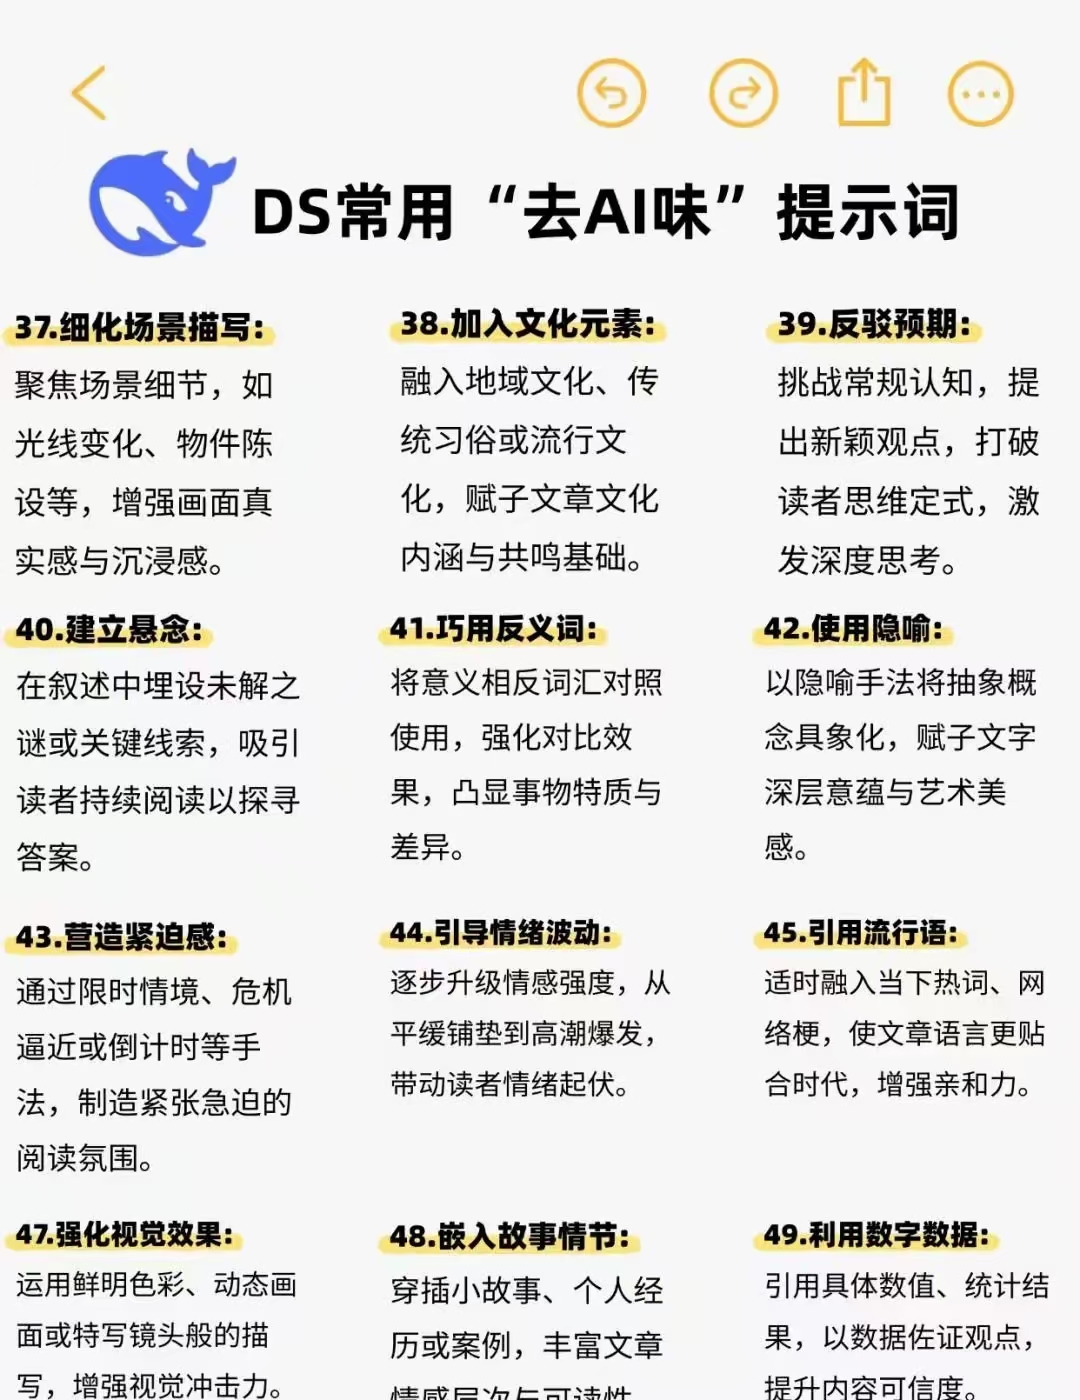 DS常用“去AI味”提示词
37.细化场景描写:
聚焦场景细节，如
光线变化、物件陈
设等，增强画面真
实感与沉浸感。
38.加入文化元素:
融入地域文化、传
统习俗或流行文
化，赋子文章文化
内涵与共鸣基础。
39.反驳预期:
挑战常规认知，提
出新颖观点，打破
读者思维定式，激
发深度思考。
40.建立悬念:
在叙述中埋设未解之
谜或关键线索，吸引
读者持续阅读以探寻
答案。
41.巧用反义词:
将意义相反词汇对照
使用，强化对比效
果，凸显事物特质与
差异。
42.使用隐喻:
以隐喻手法将抽象概
念具象化，赋子文字
深层意蕴与艺术美
感。
43.营造紧迫感:
通过限时情境、危机
逼近或倒计时等手
法，制造紧张急迫的
阅读氛围。
44.引导情绪波动:
逐步升级情感强度，从
平缓铺垫到高潮爆发，
带动读者情绪起伏。
45.引用流行语:
适时融入当下热词、网
络梗，使文章语言更贴
合时代，增强亲和力。
47.强化视觉效果:
运用鲜明色彩、动态画
面或特写镜头般的描
写，增强视觉冲击力。
48.嵌入故事情节:
穿插小故事、个人经
历或案例，丰富文章
情感层次与可读性
49.利用数字数据:
引用具体数值、统计结
果，以数据佐证观点，
提升内容可信度。